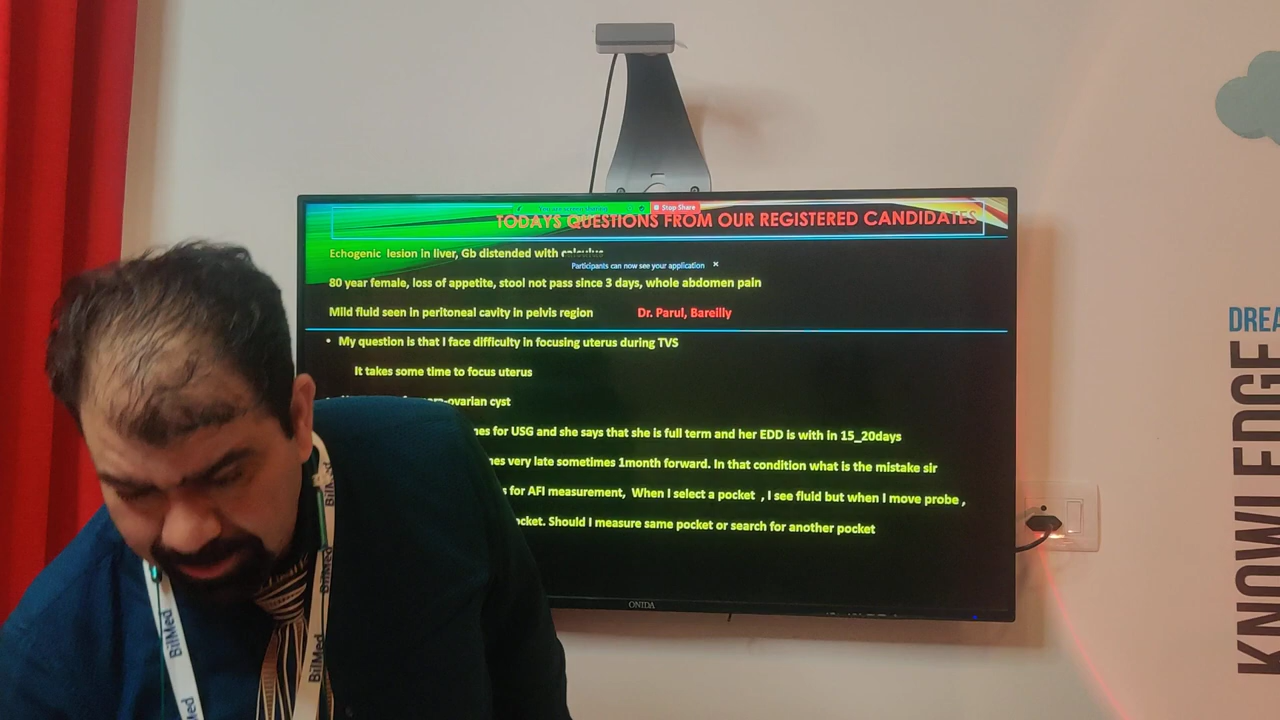 Stop Share
TODAYS QUESTIONS FROM OUR REGISTERED CANDIDATES
Echogenic lesion in liver, Gb distended with calculus
Participants can now see your application ×
80 year female, loss of appetite, stool not pass since 3 days, whole abdomen pain
Mild fluid seen in peritoneal cavity in pelvis region Dr. Parul, Bareilly
• My question is that I face difficulty in focusing uterus during TVS
It takes some time to focus uterus
ovarian cyst
for USG and she says that she is full term and her EDD is with in 15_20days
very late sometimes 1month forward. In that condition what is the mistake sir
for AFI measurement, When I select a pocket , I see fluid but when I move probe ,
Should I measure same pocket or search for another pocket
ONIDA
DREA
KNOWLEDGE
BilMed
BilMed
BilMed
BilMed